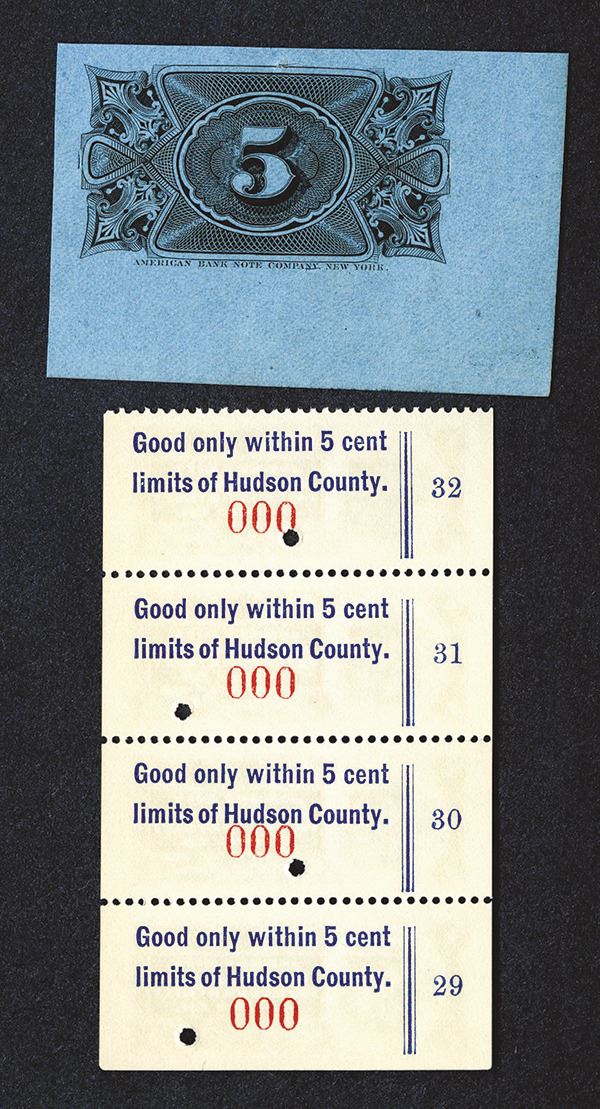 5
AMERICAN BANK NOTE COMPANY. NEW YORK.
Good only within 5 cent
limits of Hudson County.
000
32
Good only within 5 cent
limits of Hudson County.
000
31
Good only within 5 cent
limits of Hudson County.
000
30
Good only within 5 cent
limits of Hudson County.
000
29